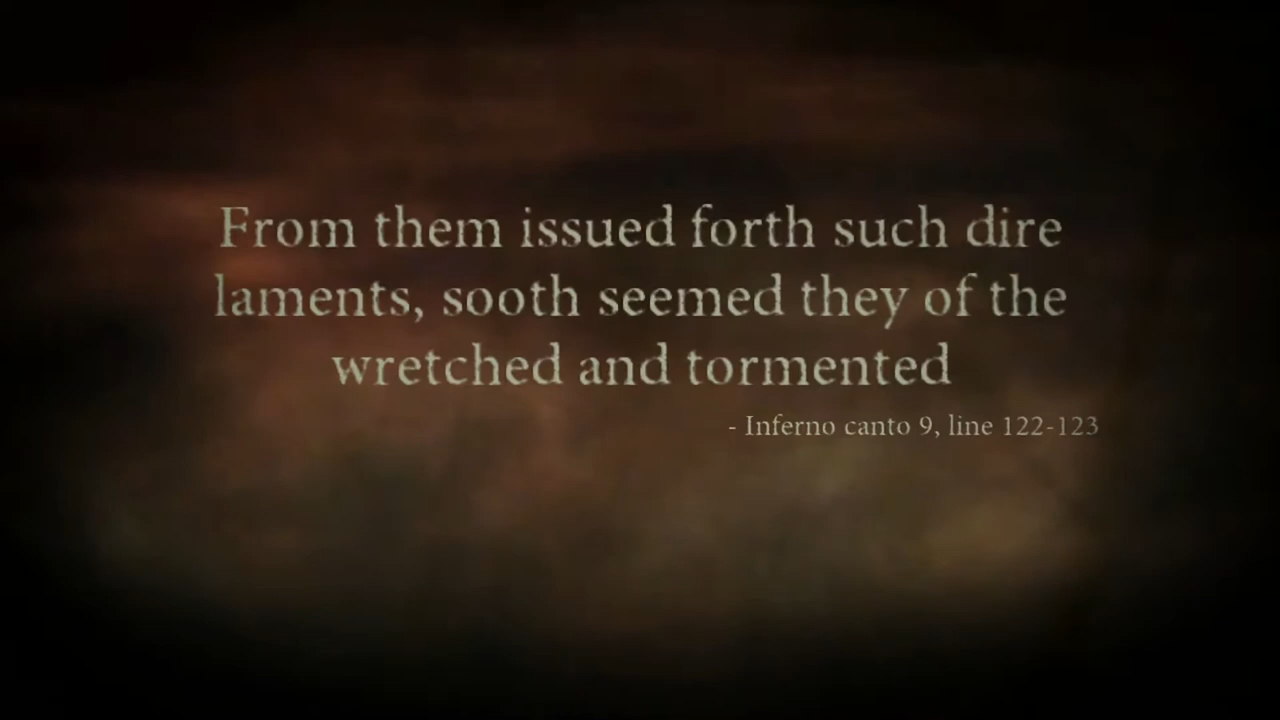 From them issued forth such dire
laments, sooth seemed they of the
wretched and tormented
- Inferno canto 9, line 122-123